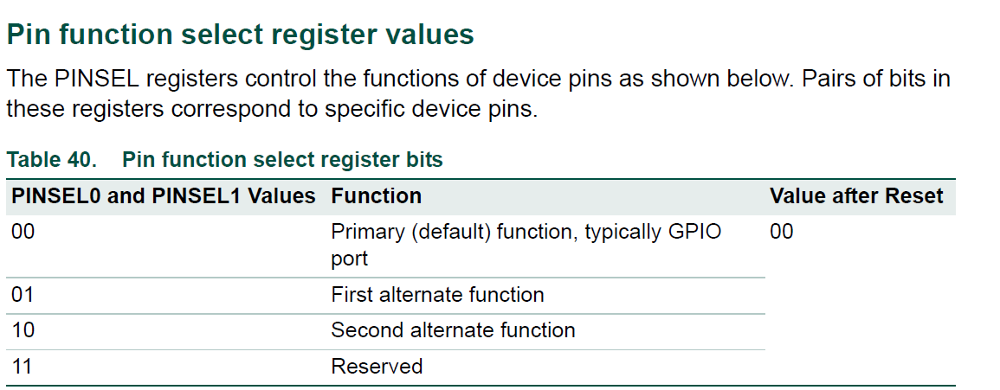 Pin function select register values
The PINSEL registers control the functions of device pins as shown below. Pairs of bits in
these registers correspond to specific device pins.
Table 40. Pin function select register bits
PINSEL0 and PINSEL1 Values Function Value after Reset
00 Primary (default) function, typically GPIO 00
port
01 First alternate function
10 Second alternate function
11 Reserved